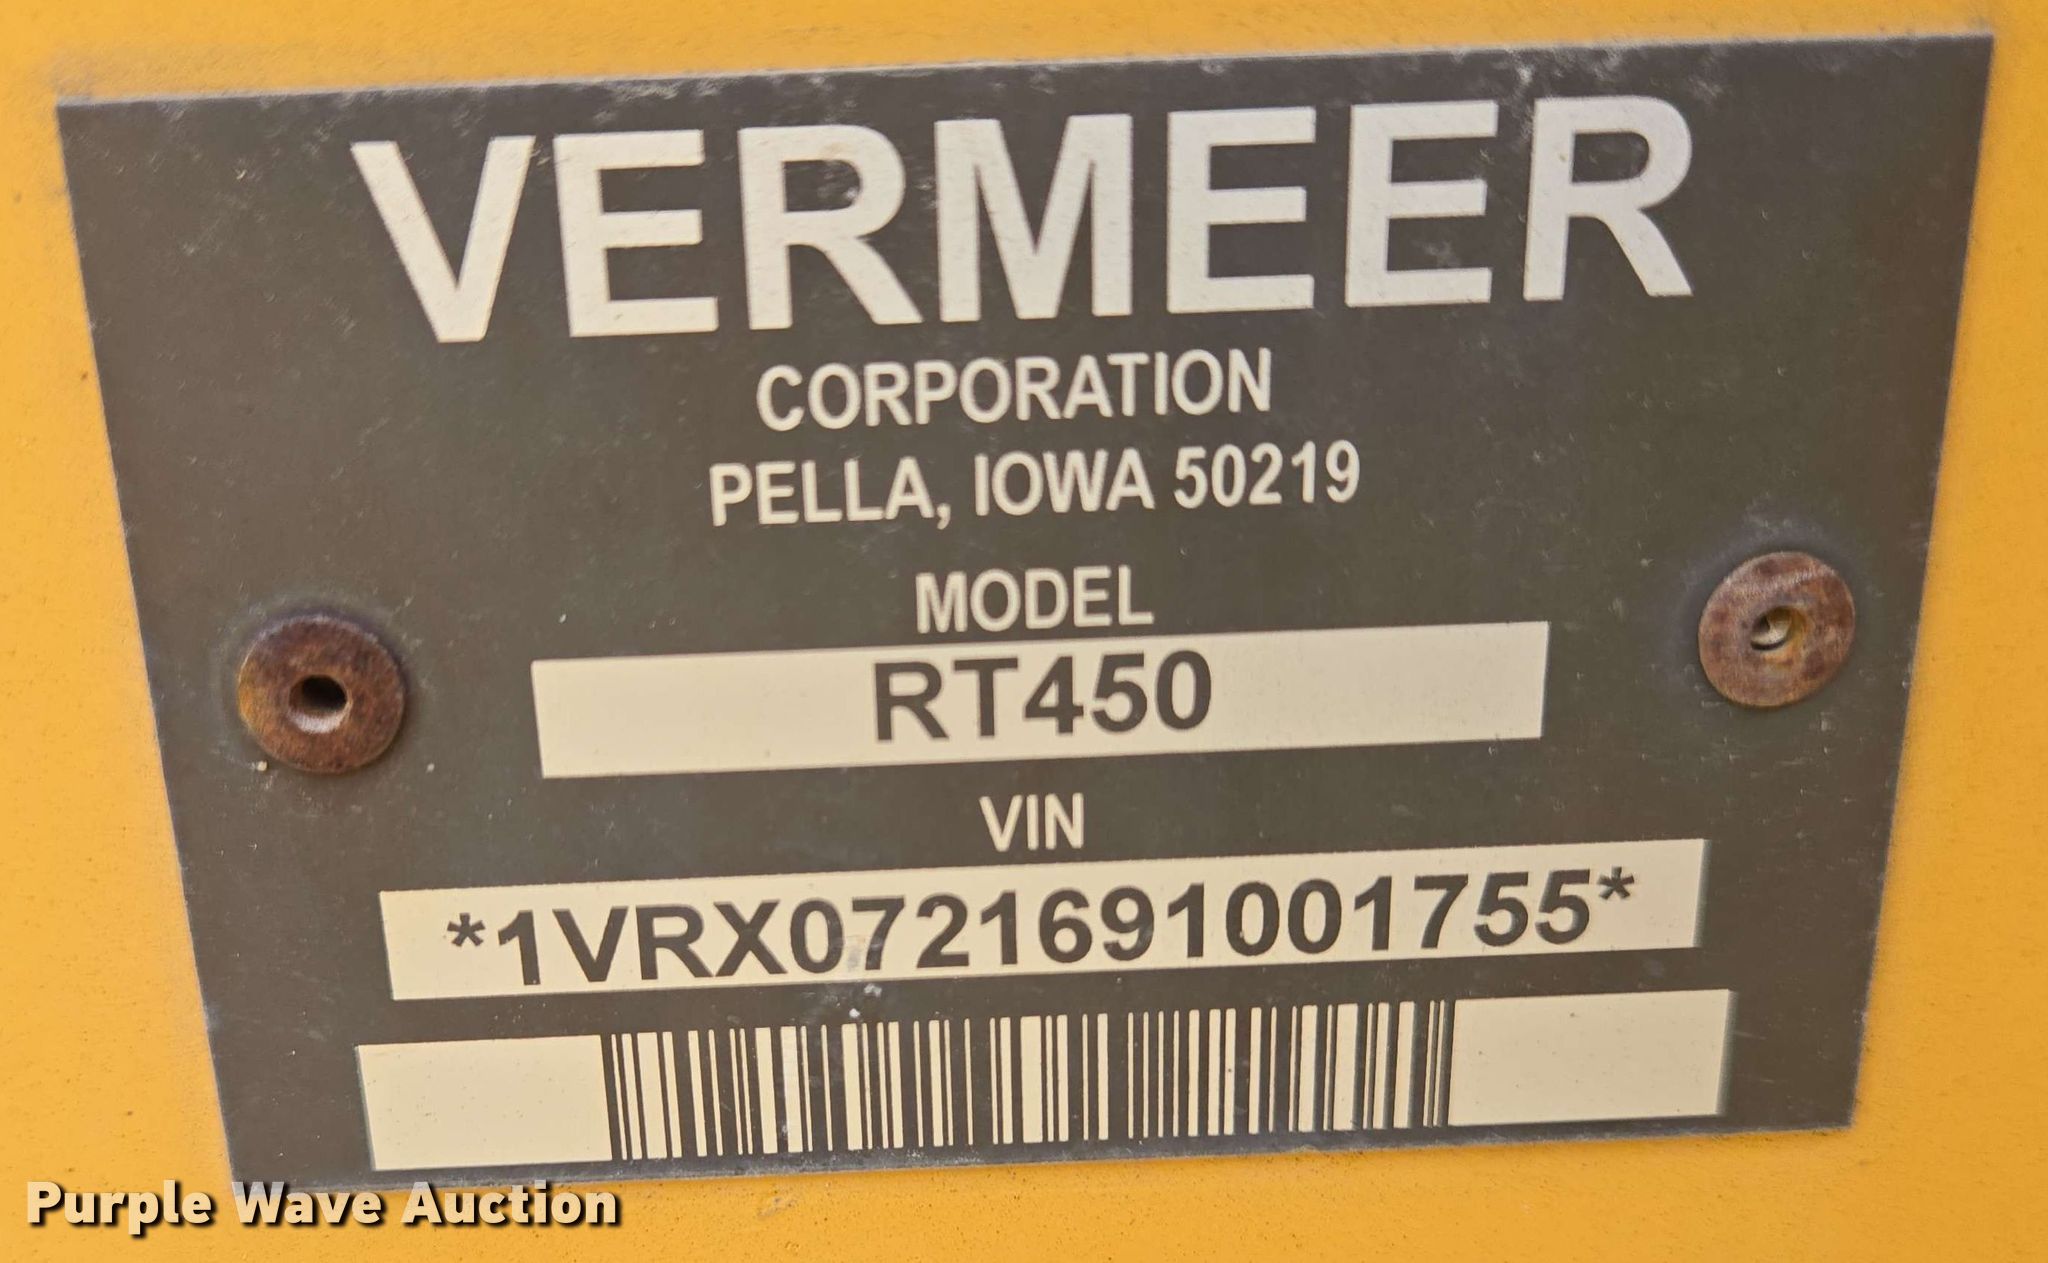 VERMEER
CORPORATION
PELLA, IOWA 50219
MODEL
RT450
VIN
*1VRX0721691001755*
Purple Wave Auction